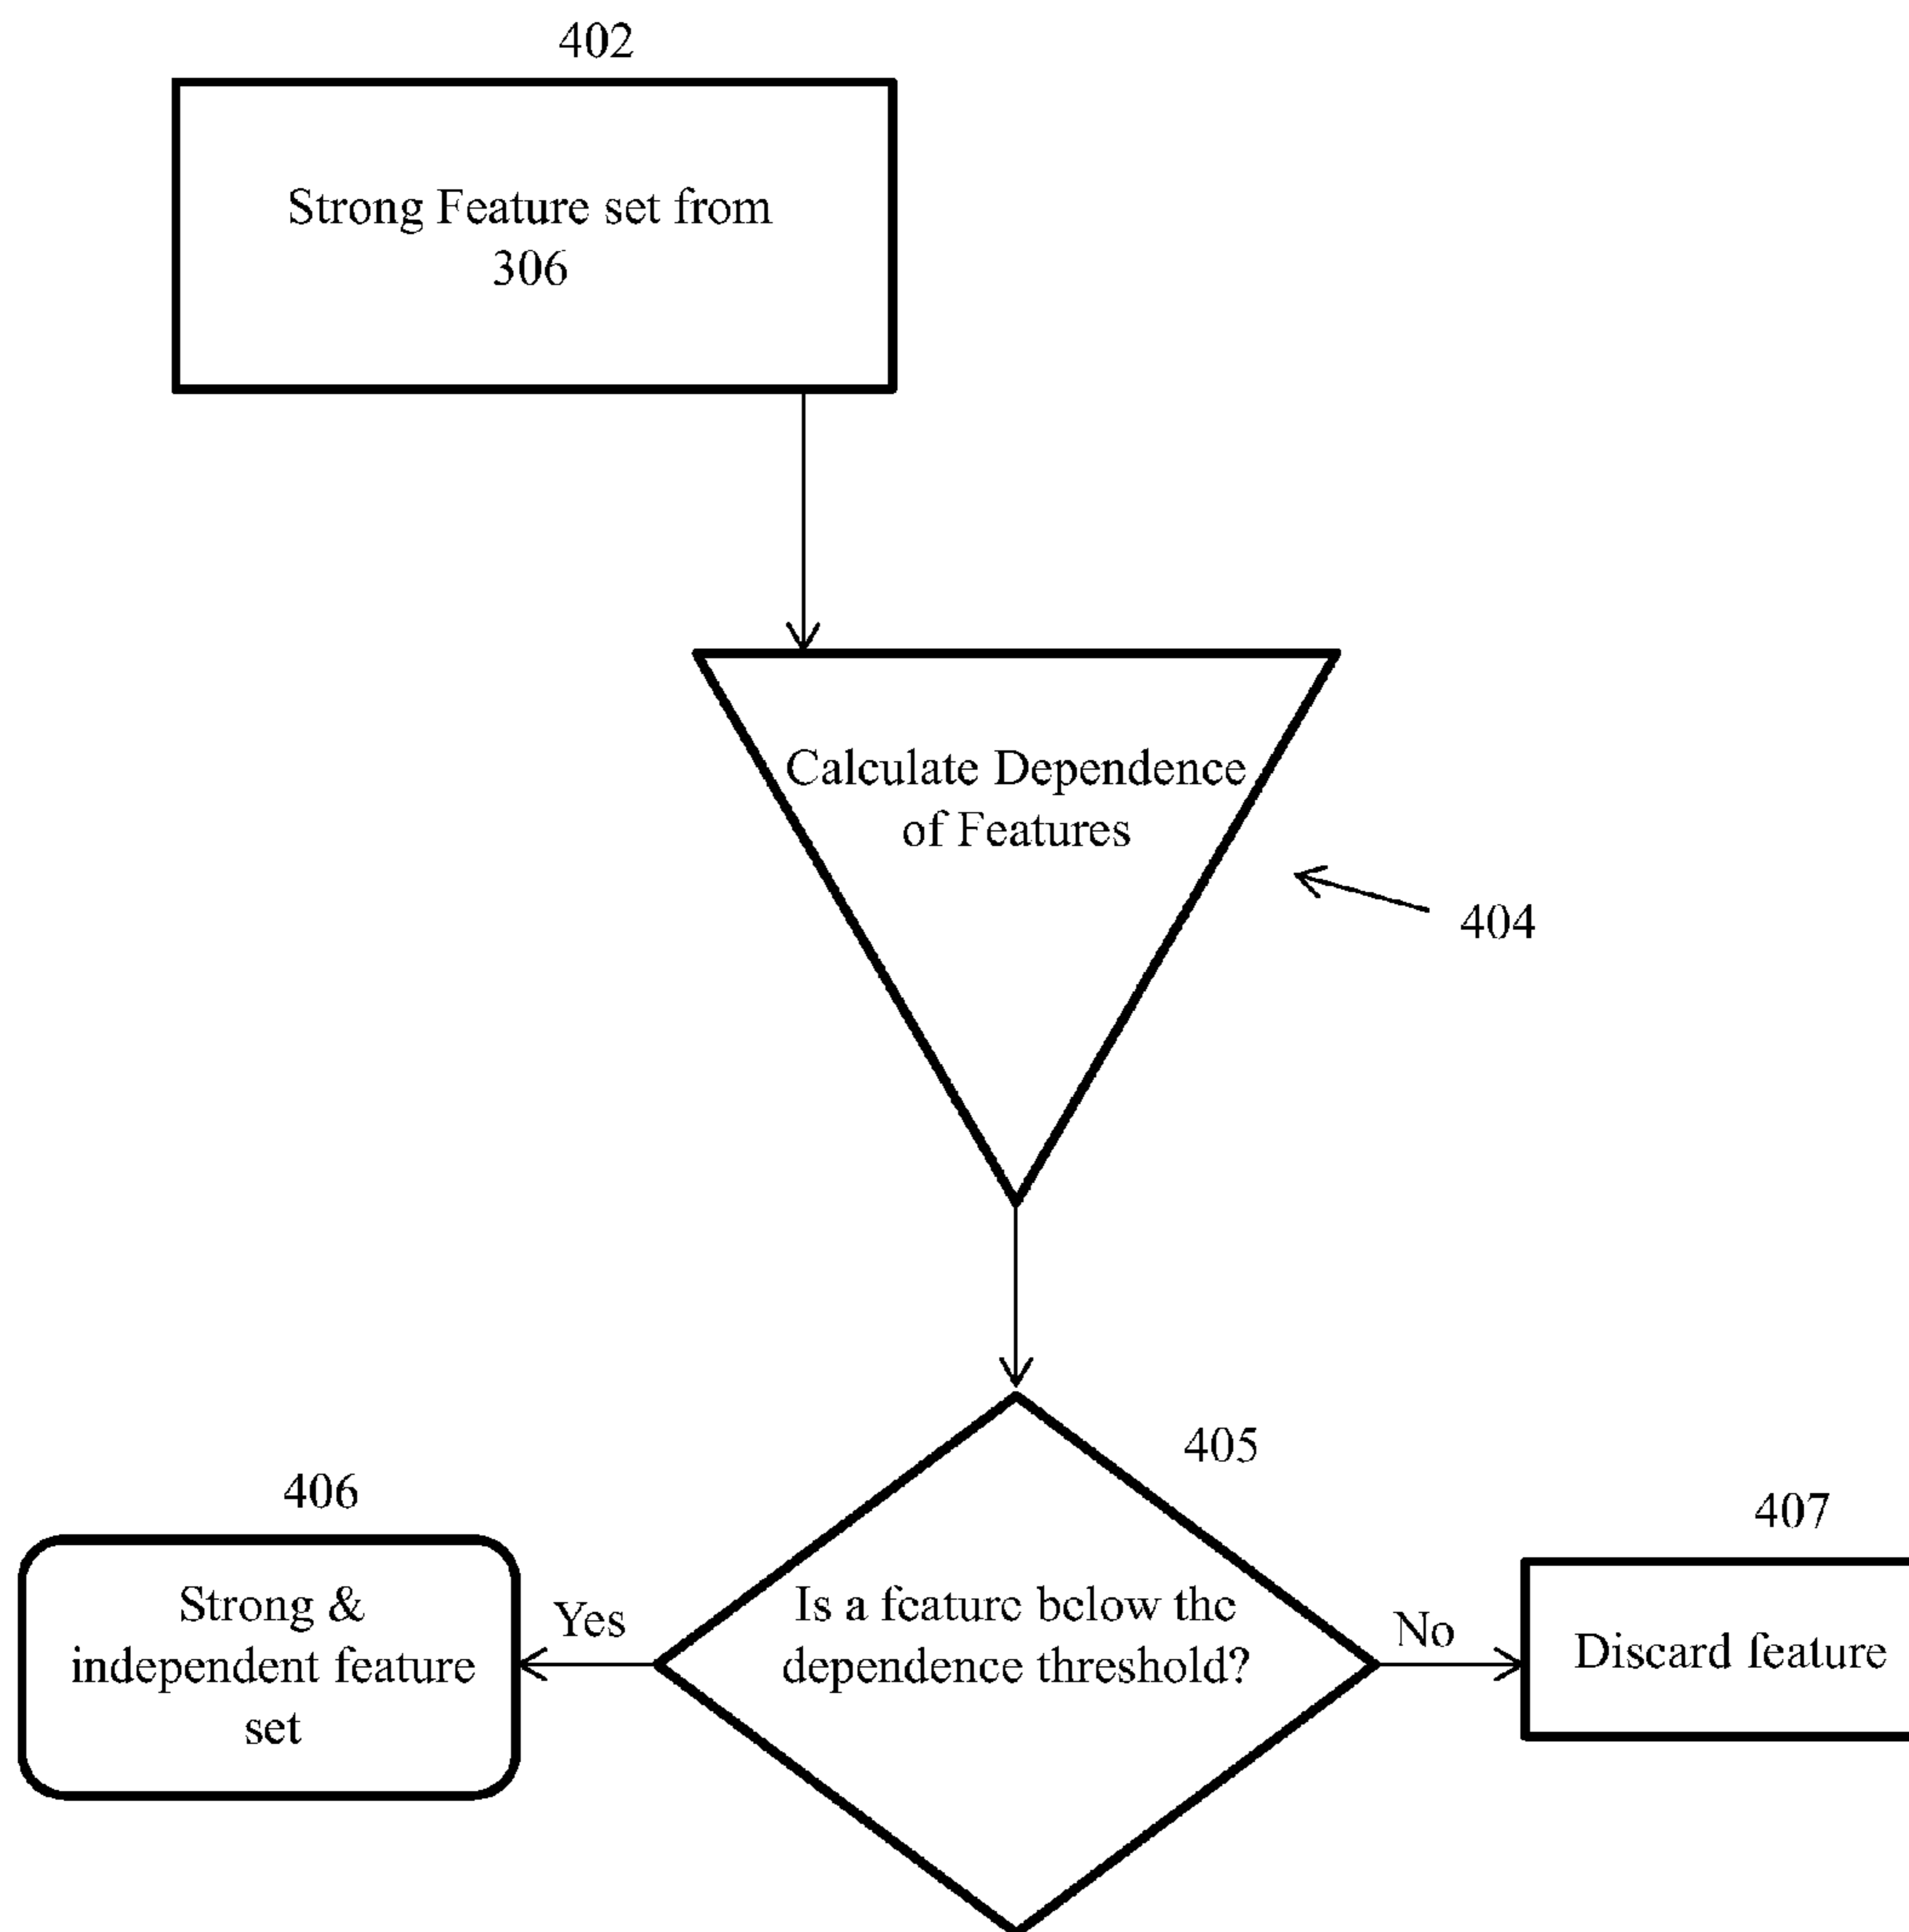 402
Strong Feature set from
306
Calculate Dependence
of Features
404
405
406
407
Strong &
independent feature
set
Yes
Is a feature below the
dependence threshold?
No
Discard feature